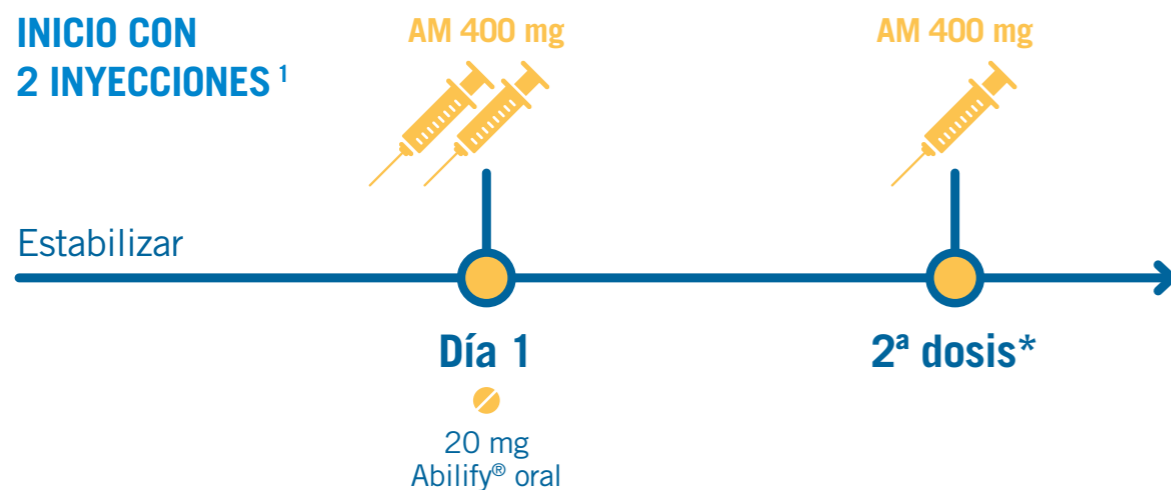 INICIO CON
2 INYECCIONES ¹
AM 400 mg
AM 400 mg
Estabilizar
Día 1
2ª dosis*
20 mg
Abilify® oral